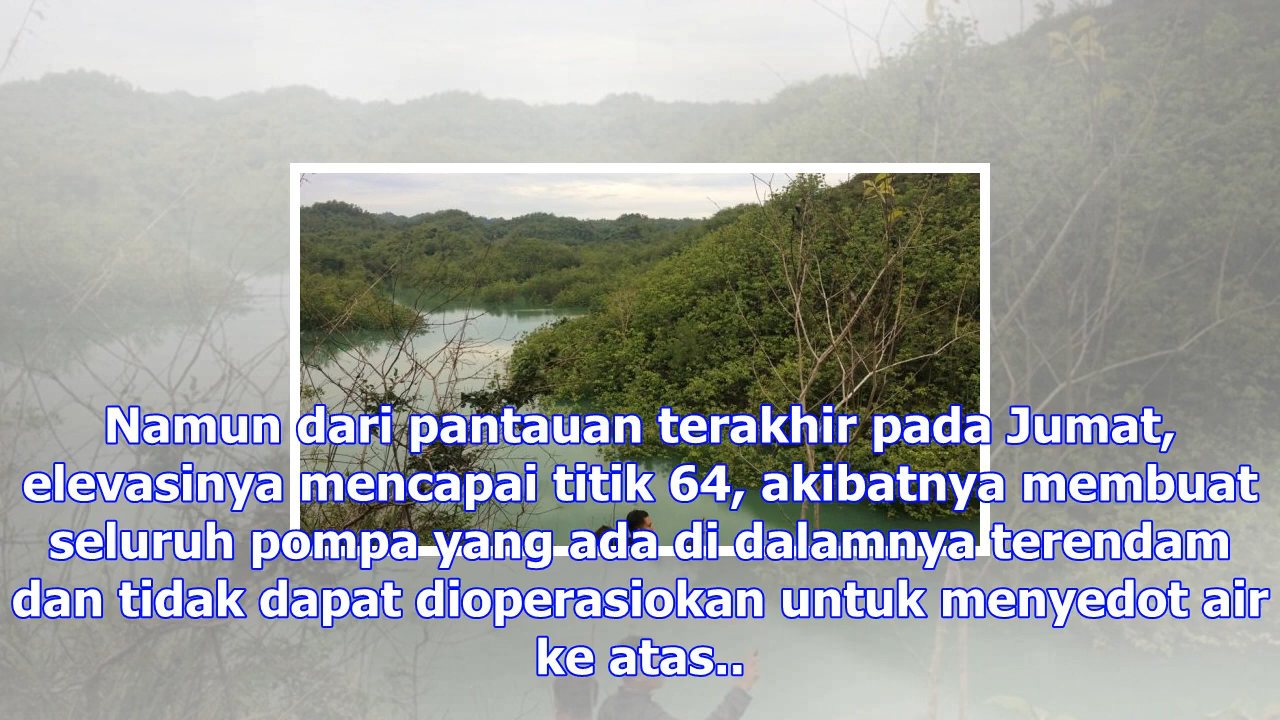 Namun dari pantauan terakhir pada Jumat,
elevasinya mencapai titik 64, akibatnya membuat
seluruh pompa yang ada di dalamnya terendam
dan tidak dapat dioperasiokan untuk menyedot air
ke atas..